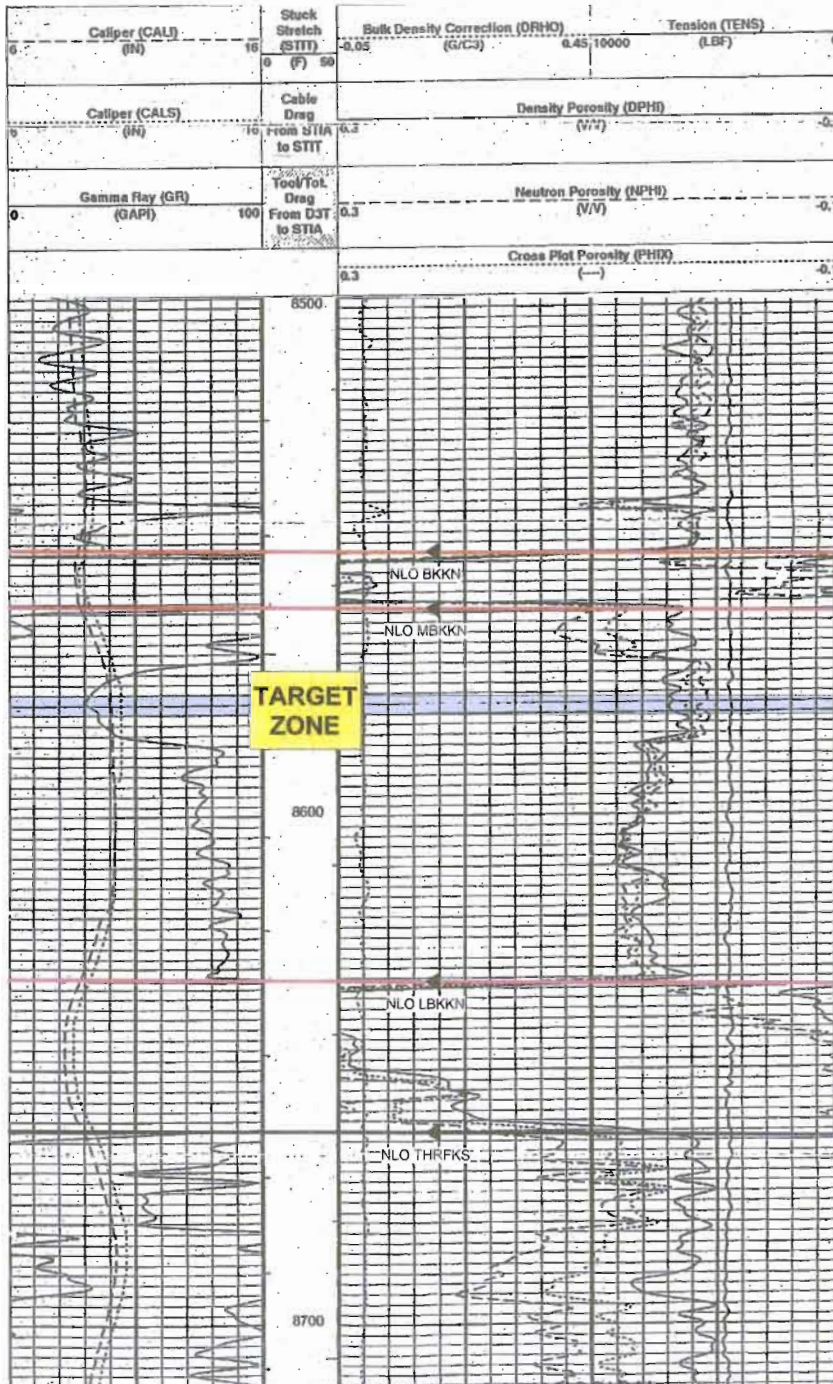 Caliper (CALI)
6 (IN) 16
Stuck
Stretch
(STIT)
0 (F) 50
Bulk Density Correction (DRHO)
-0.05 (G/C3) 0.45
Tension (TENS)
10000 (LBF)
Caliper (CALS)
6 (IN) 16
Cable
Drag
From STIA
to STIT
Density Porosity (DPHI)
0.3 (V/V)
Gamma Ray (GR)
0 (GAPI) 100
Tool/Tot.
Drag
From D3T
to STIA
Neutron Porosity (NPHI)
0.3 (V/V)
Cross Plot Porosity (PHIX)
0.3 (----)
8500
NLO BKKN
NLO MBKKN
TARGET
ZONE
8600
NLO LBKKN
NLO THRFKS
8700